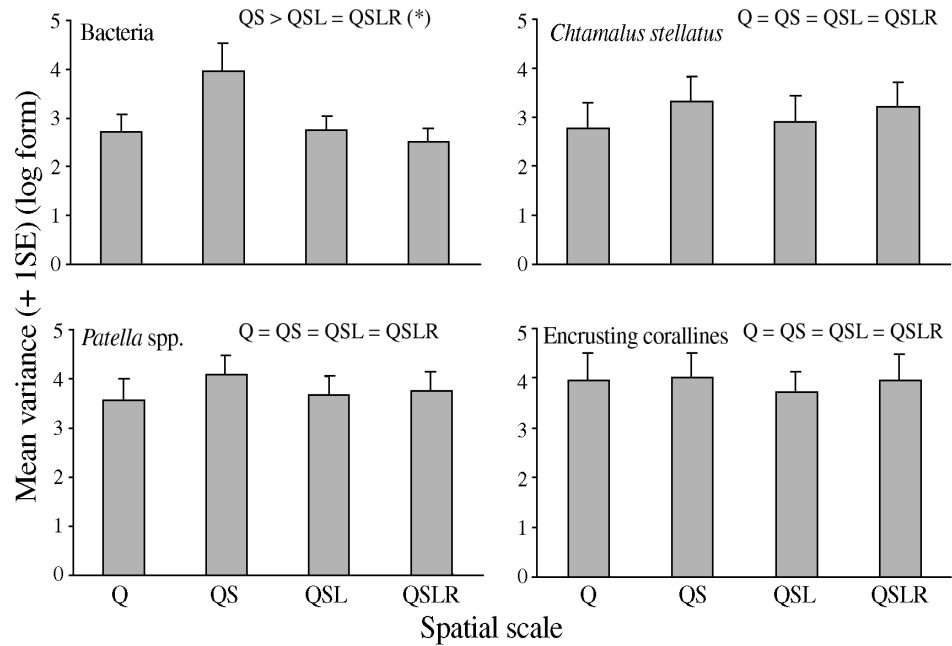 Mean variance (+ 1SE) (log form)
Bacteria
QS > QSL = QSLR (*)
5
4
3
2
1
0
Chtamalus stellatus
Q = QS = QSL = QSLR
5
4
3
2
1
0
Patella spp.
Q = QS = QSL = QSLR
5
4
3
2
1
0
Q QS QSL QSLR
Encrusting corallines
Q = QS = QSL = QSLR
5
4
3
2
1
0
Q QS QSL QSLR
Spatial scale